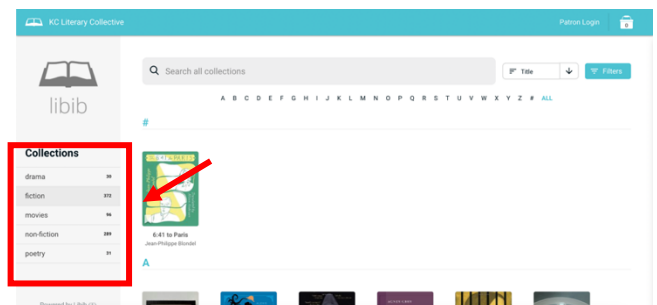 KC Literary Collective
Patron Login
0
libib
Search all collections
Title
Filters
A B C D E F G H I J K L M N O P Q R S T U V W X Y Z # ALL
#
Collections
drama 39
fiction 372
movies 94
non-fiction 289
poetry 31
6:41 to Paris
Jean-Philippe Blondel
A